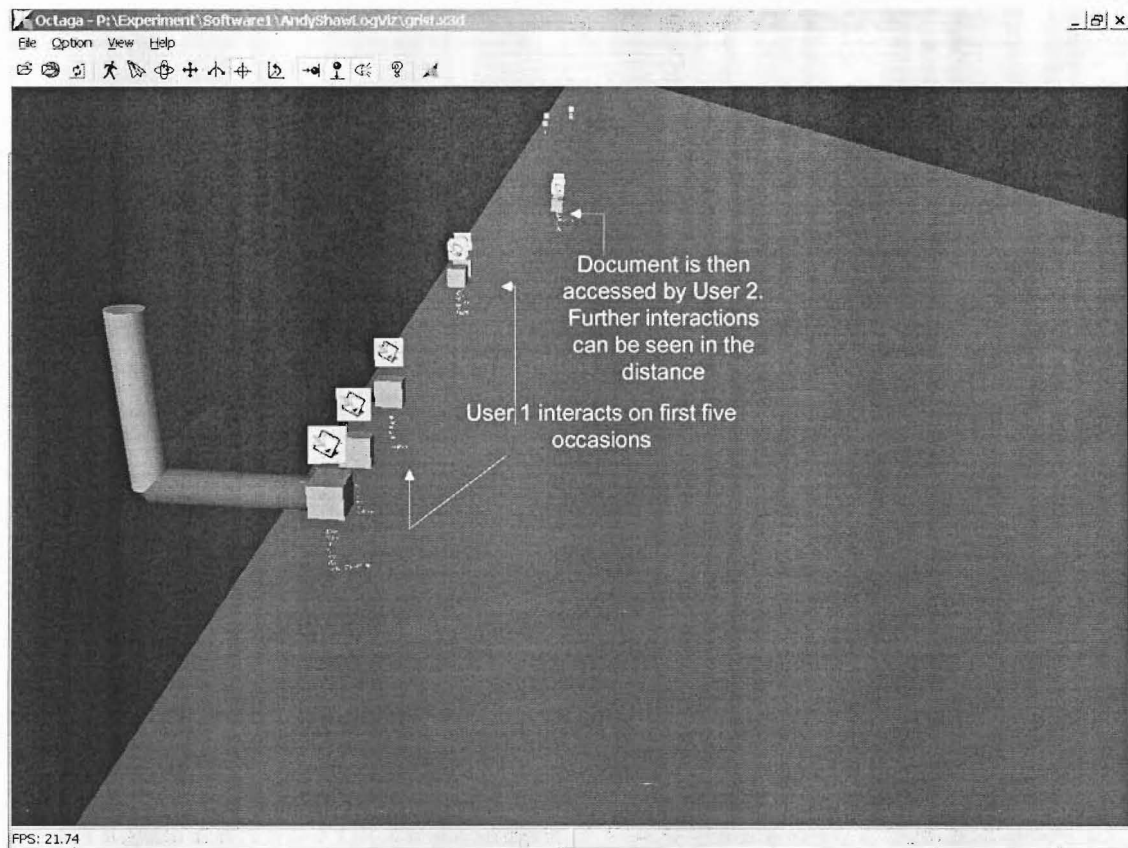 Octaga - P:\Experiment\Software1\AndyShawLogViz\grist.x3d
File Option View Help
Document is then
accessed by User 2.
Further interactions
can be seen in the
distance
User 1 interacts on first five
occasions
FPS: 21.74